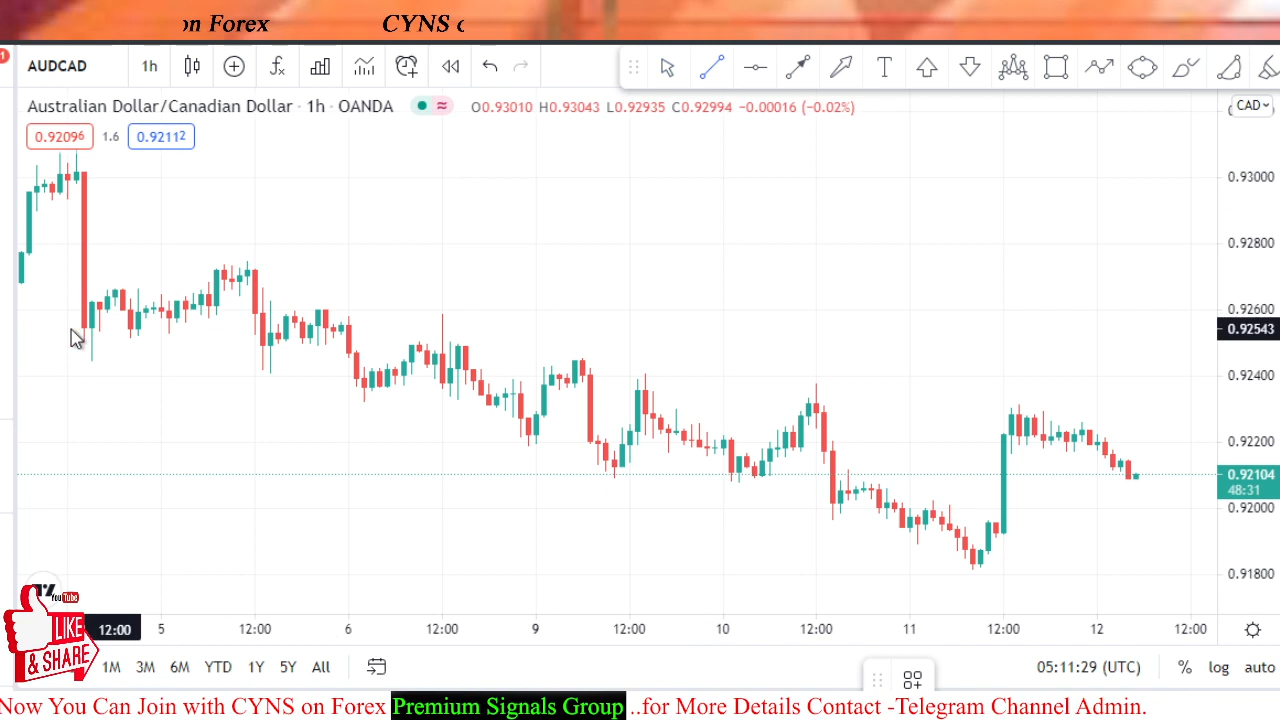 on Forex CYNS o
1
AUDCAD 1h
Australian Dollar/Canadian Dollar · 1h · OANDA O0.93010 H0.93043 L0.92935 C0.92994 −0.00016 (−0.02%)
CAD
0.92096 1.6 0.92112
0.93000
0.92800
0.92600
0.92543
0.92400
0.92200
0.92104
48:31
0.92000
0.91800
YouTube
LIKE
& SHARE
12:00 5 12:00 6 12:00 9 12:00 10 12:00 11 12:00 12 12:00
1M 3M 6M YTD 1Y 5Y All 05:11:29 (UTC) % log auto
Now You Can Join with CYNS on Forex Premium Signals Group ..for More Details Contact -Telegram Channel Admin.